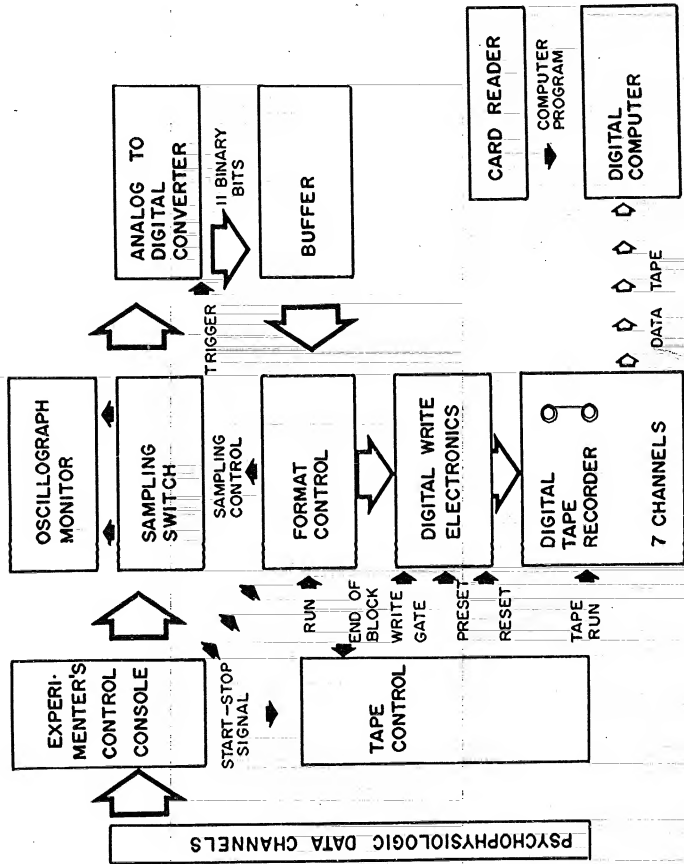 PSYCHOPHYSIOLOGIC DATA CHANNELS
EXPERI-
MENTER'S
CONTROL
CONSOLE
START-STOP
SIGNAL
TAPE
CONTROL
OSCILLOGRAPH
MONITOR
SAMPLING
SWITCH
SAMPLING
CONTROL
FORMAT
CONTROL
RUN
END OF
BLOCK
WRITE
GATE
PRESET
RESET
TAPE
RUN
DIGITAL WRITE
ELECTRONICS
DIGITAL
TAPE
RECORDER
7 CHANNELS
ANALOG TO
DIGITAL
CONVERTER
TRIGGER
11 BINARY
BITS
BUFFER
CARD READER
COMPUTER
PROGRAM
DIGITAL
COMPUTER
DATA TAPE